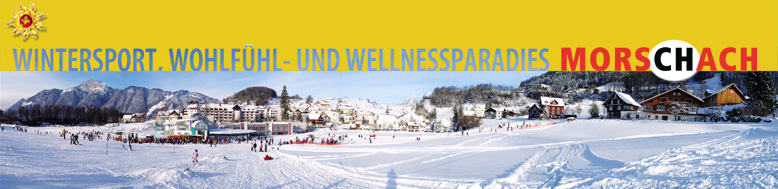 WINTERSPORT, WOHLFÜHL- UND WELLNESSPARADIES MORSCHACH